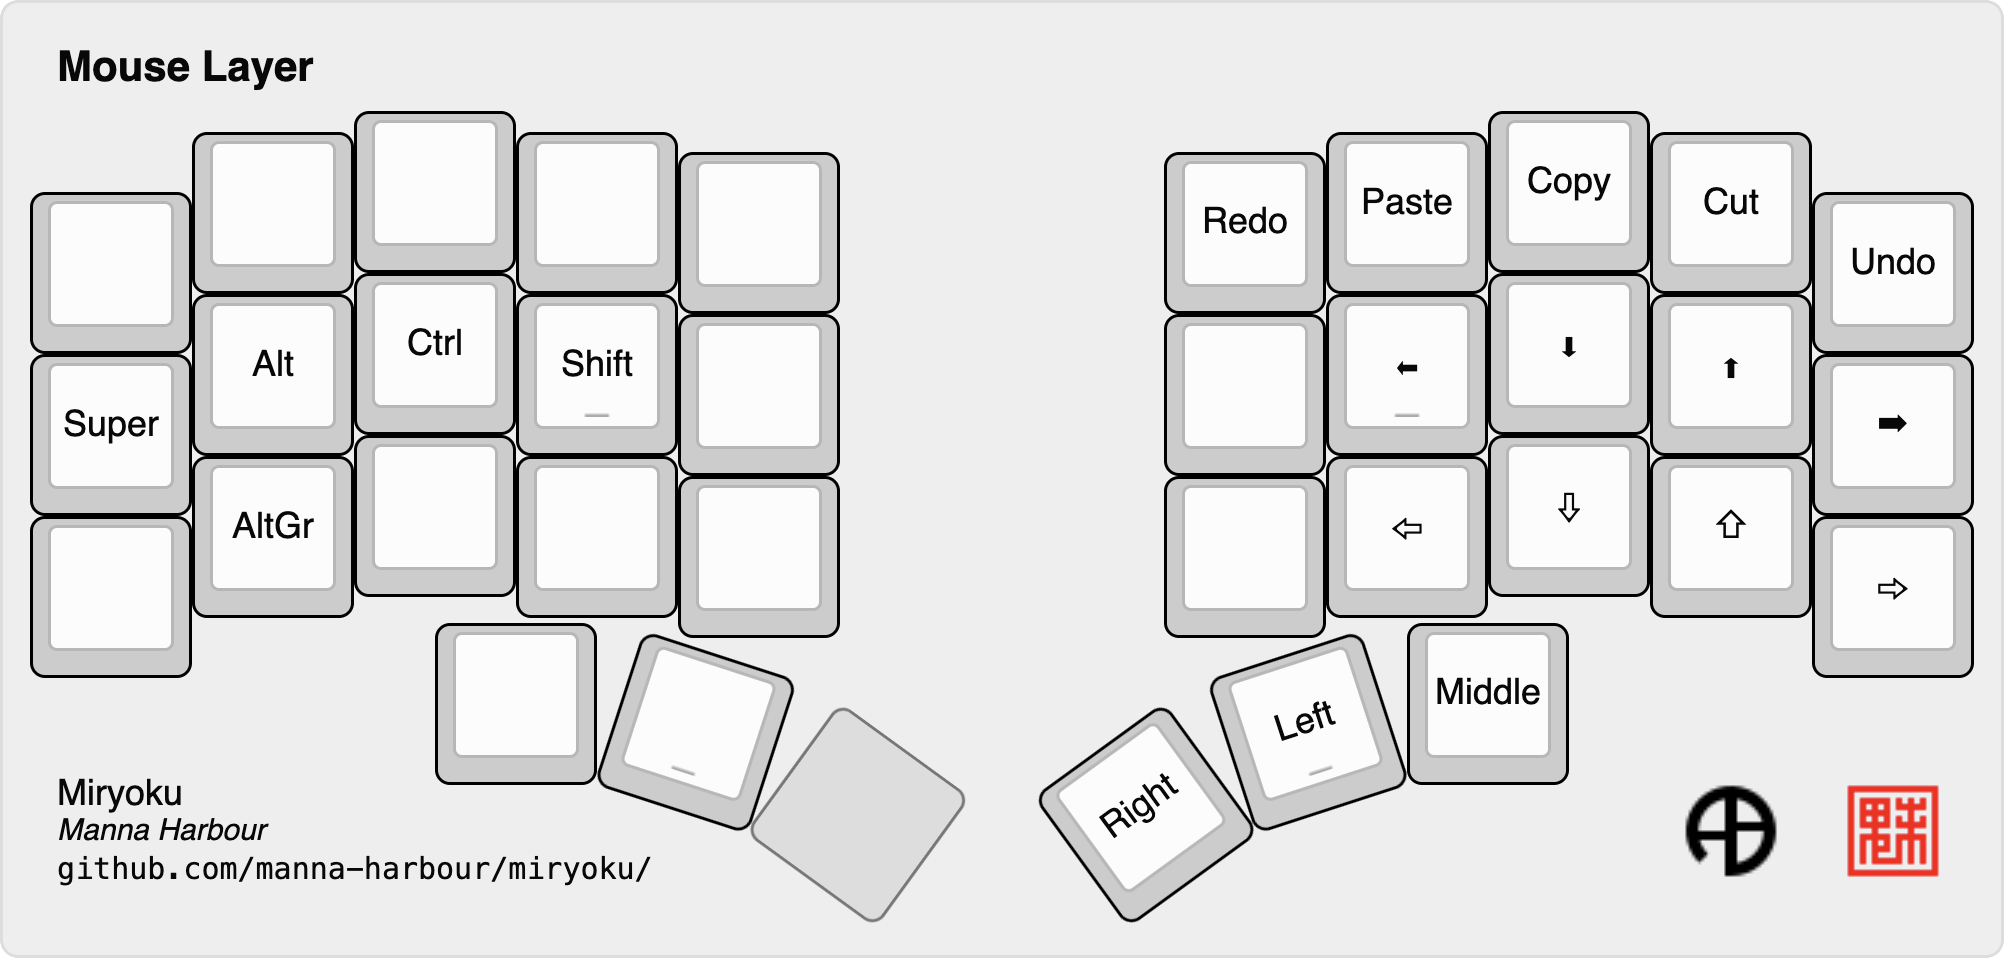 Mouse Layer
Redo Paste Copy Cut Undo
Super Alt Ctrl Shift ⬅ ⬇ ⬆ ➡
AltGr ⇦ ⇩ ⇧ ⇨
Right Left Middle
Miryoku
Manna Harbour
github.com/manna-harbour/miryoku/